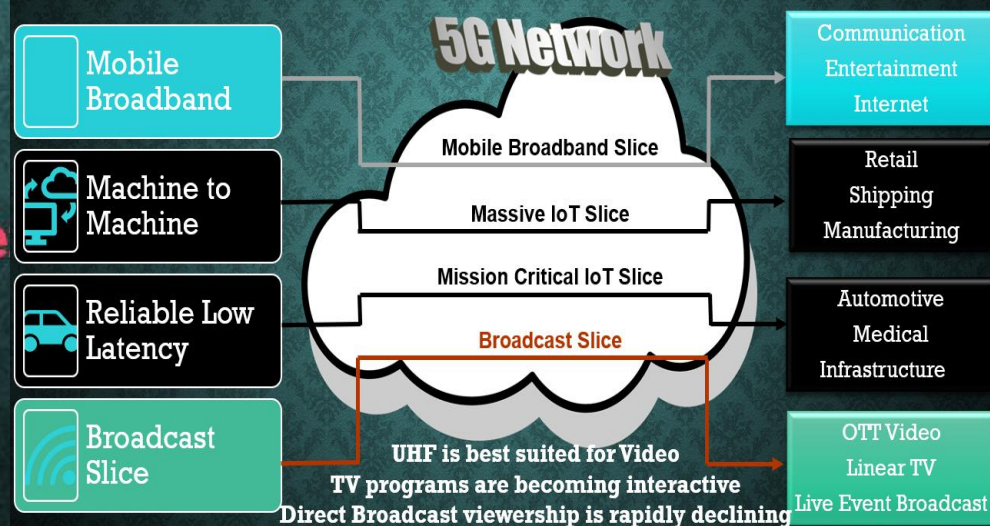 5G Network
Mobile
Broadband
Machine to
Machine
Reliable Low
Latency
Broadcast
Slice
Mobile Broadband Slice
Massive IoT Slice
Mission Critical IoT Slice
Broadcast Slice
UHF is best suited for Video
TV programs are becoming interactive
Direct Broadcast viewership is rapidly declining
Communication
Entertainment
Internet
Retail
Shipping
Manufacturing
Automotive
Medical
Infrastructure
OTT Video
Linear TV
Live Event Broadcast